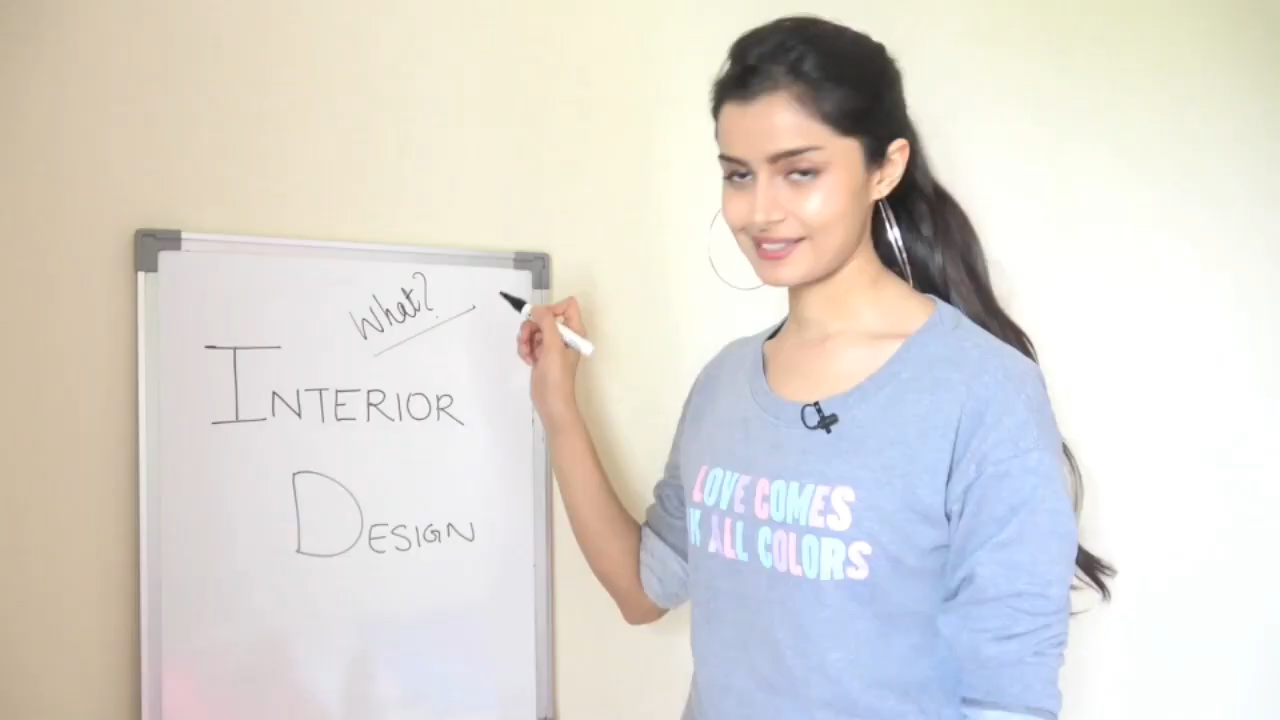 What?
INTERIOR
DESIGN
LOVE COMES
ALL COLORS